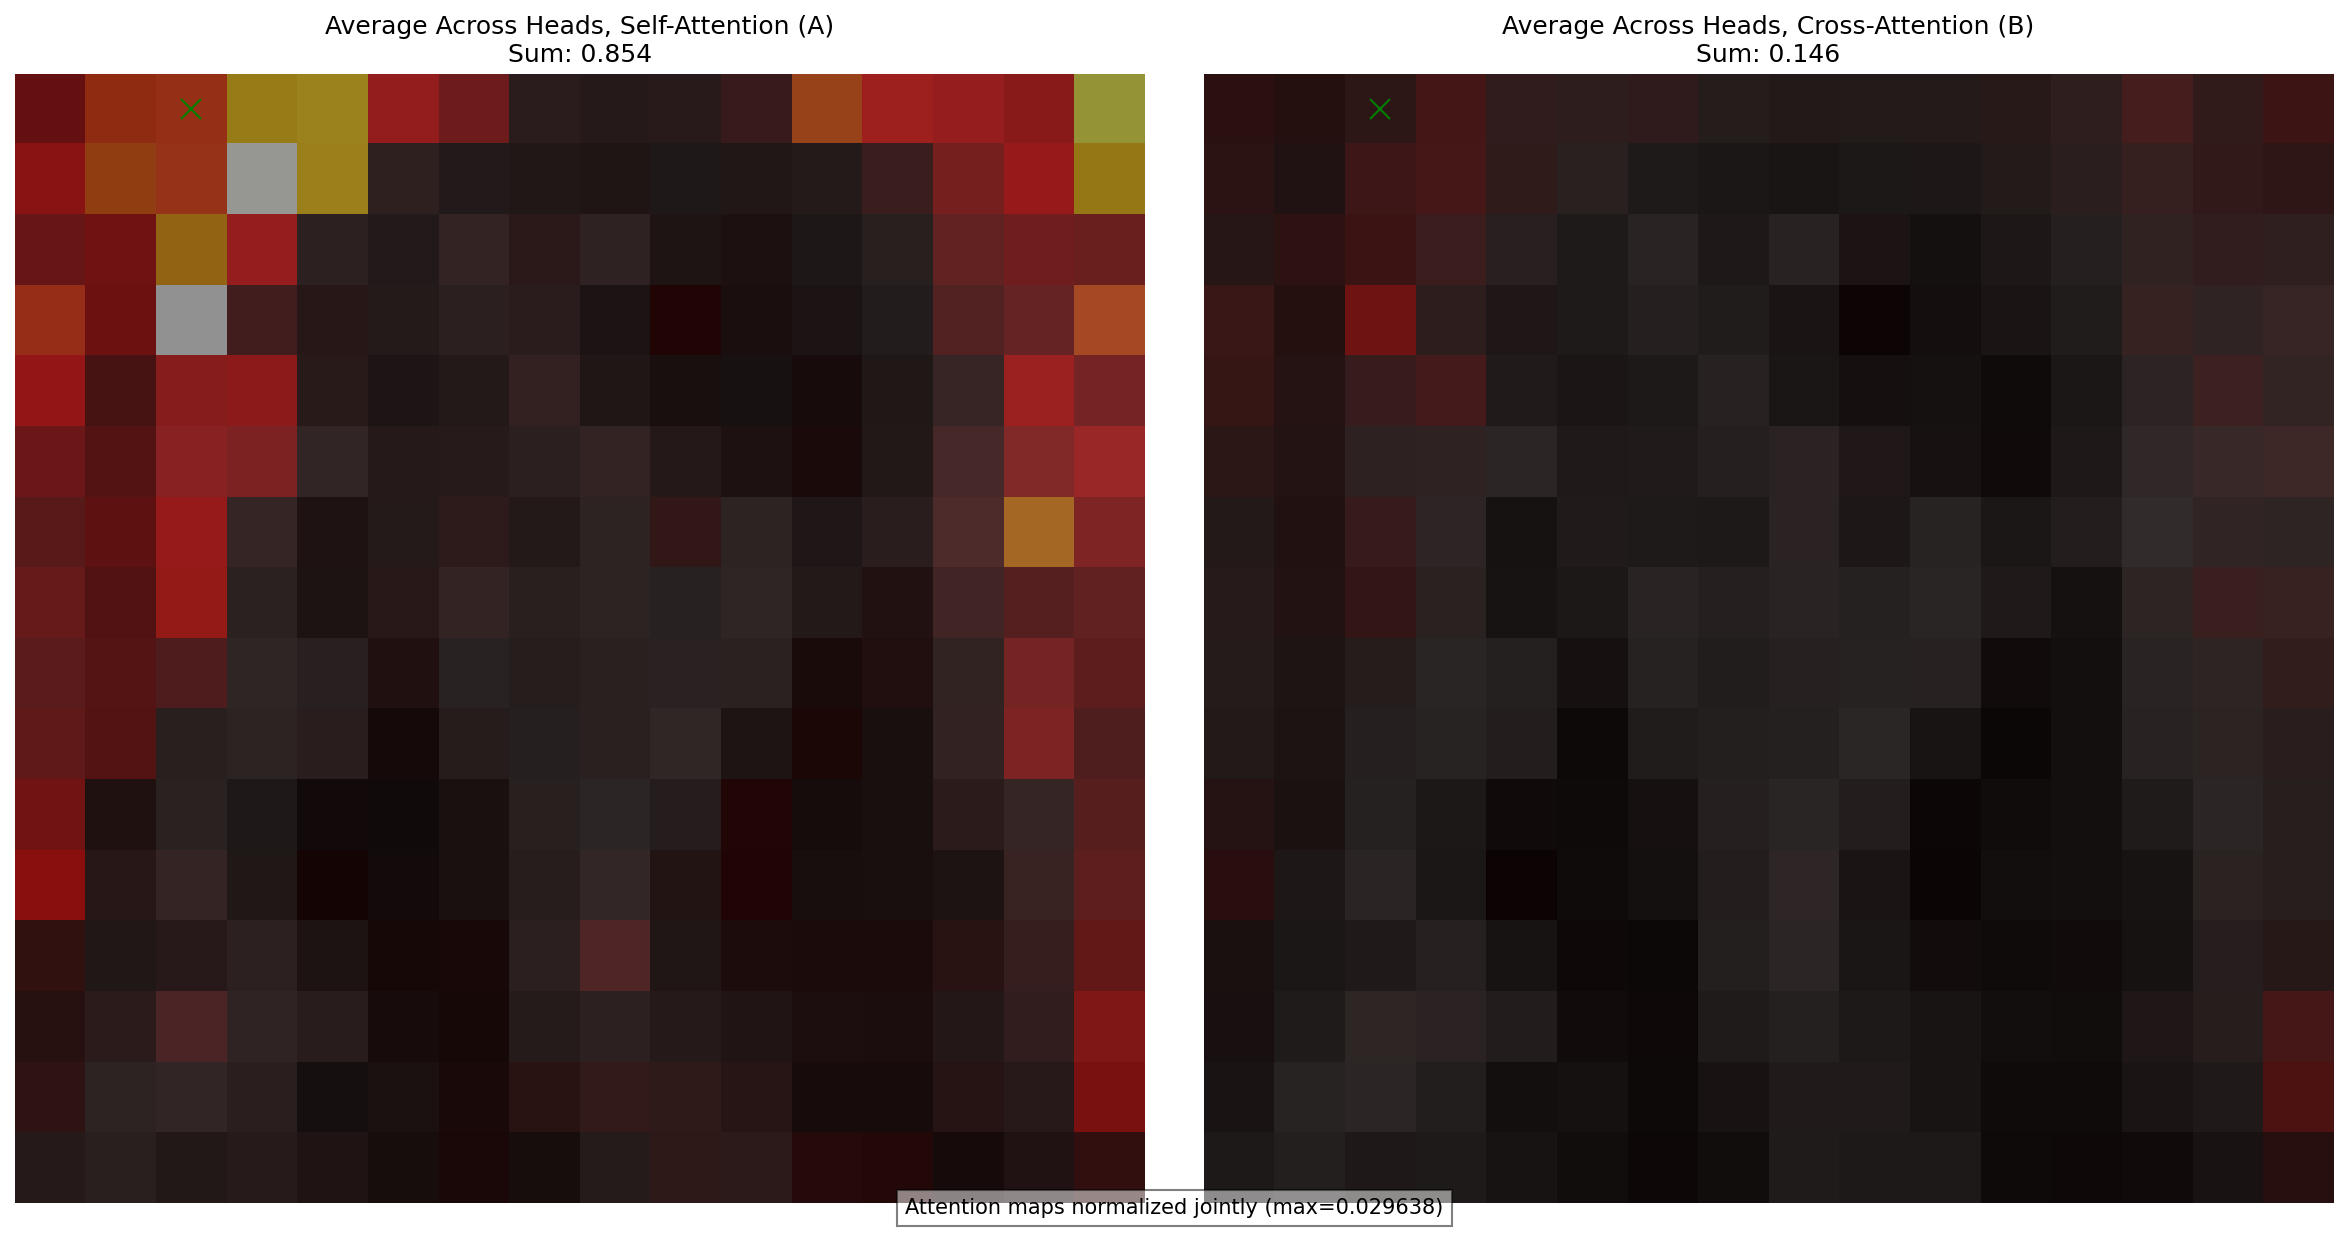 Average Across Heads, Self-Attention (A)
Sum: 0.854
Average Across Heads, Cross-Attention (B)
Sum: 0.146
Attention maps normalized jointly (max=0.029638)